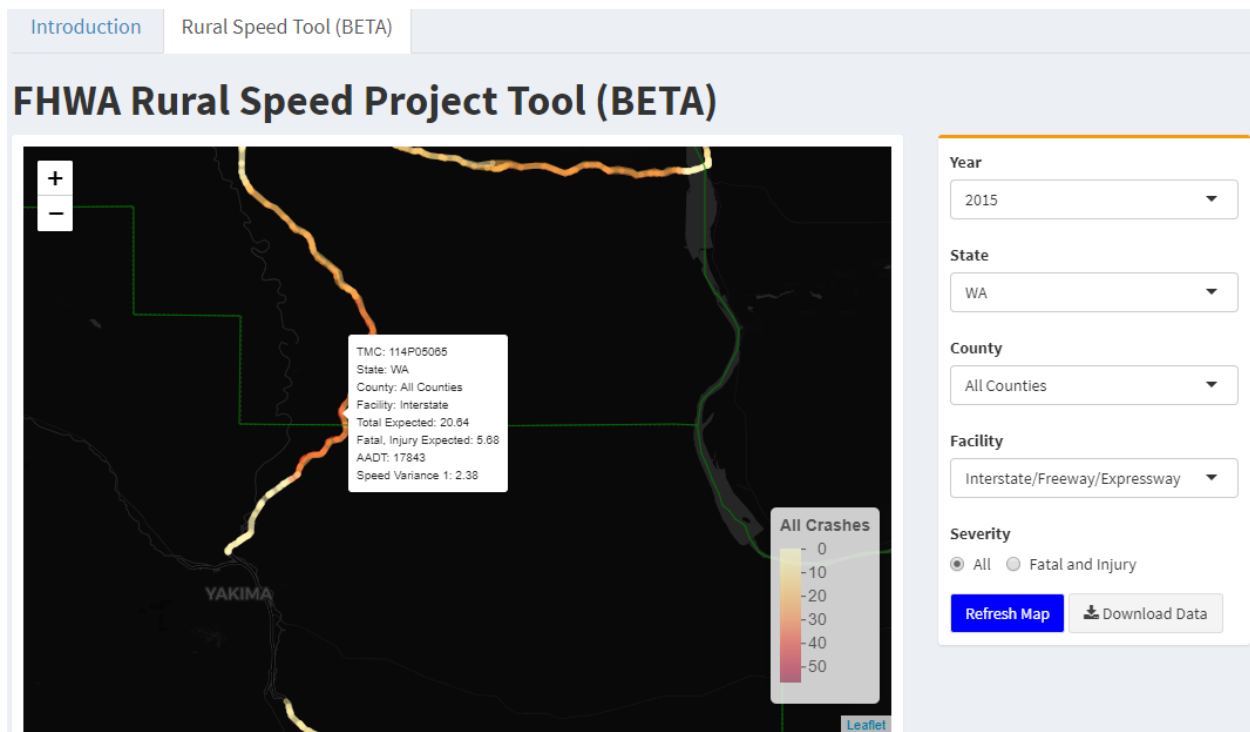 Introduction
Rural Speed Tool (BETA)
FHWA Rural Speed Project Tool (BETA)
+
−
TMC: 114P05065
State: WA
County: All Counties
Facility: Interstate
Total Expected: 20.64
Fatal, Injury Expected: 5.68
AADT: 17843
Speed Variance 1: 2.38
YAKIMA
All Crashes
0
10
20
30
40
50
Leaflet
Year
2015
State
WA
County
All Counties
Facility
Interstate/Freeway/Expressway
Severity
All Fatal and Injury
Refresh Map Download Data